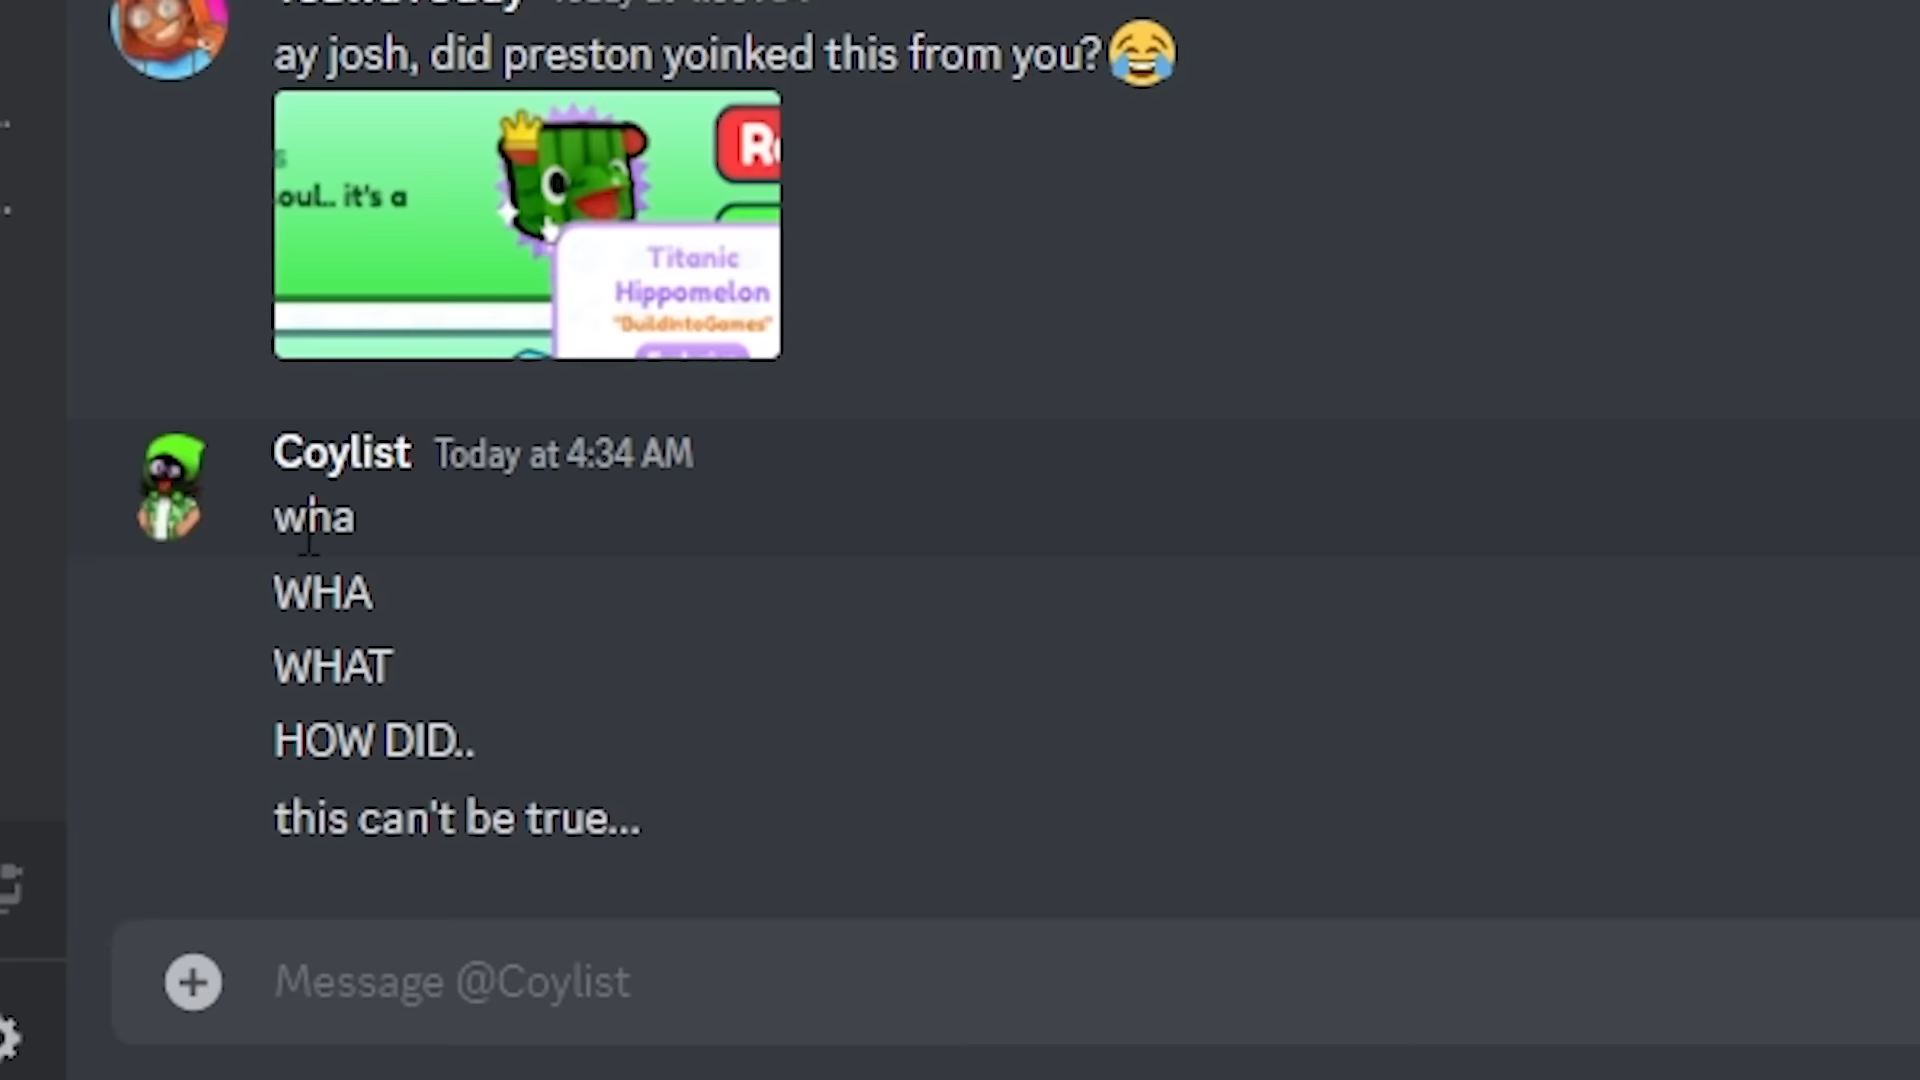 ay josh, did preston yoinked this from you?😂
oul.. it's a
Titanic
Hippomelon
"BuildIntoGames"
Coylist Today at 4:34 AM
wha
WHA
WHAT
HOW DID..
this can't be true...
Message @Coylist